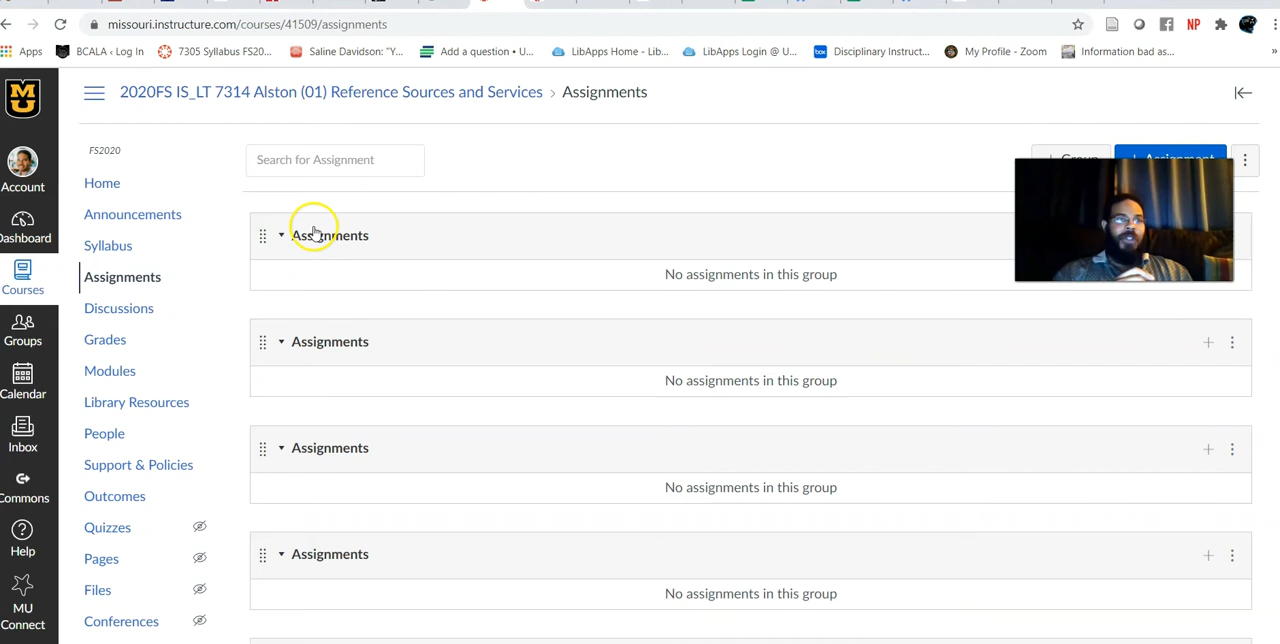 missouri.instructure.com/courses/41509/assignments
NP
Apps BCALA ‹ Log In 7305 Syllabus FS20... Saline Davidson: "Y... Add a question • U... LibApps Home - Lib... LibApps Login @ U... box Disciplinary Instruct... My Profile - Zoom Information bad as... »
2020FS IS_LT 7314 Alston (01) Reference Sources and Services › Assignments
FS2020
Search for Assignment
+ Group
+ Assignment
Account
Dashboard
Courses
Groups
Calendar
Inbox
Commons
Help
MU
Connect
Home
Announcements
Syllabus
Assignments
Discussions
Grades
Modules
Library Resources
People
Support & Policies
Outcomes
Quizzes
Pages
Files
Conferences
Assignments
No assignments in this group
Assignments
No assignments in this group
Assignments
No assignments in this group
Assignments
No assignments in this group